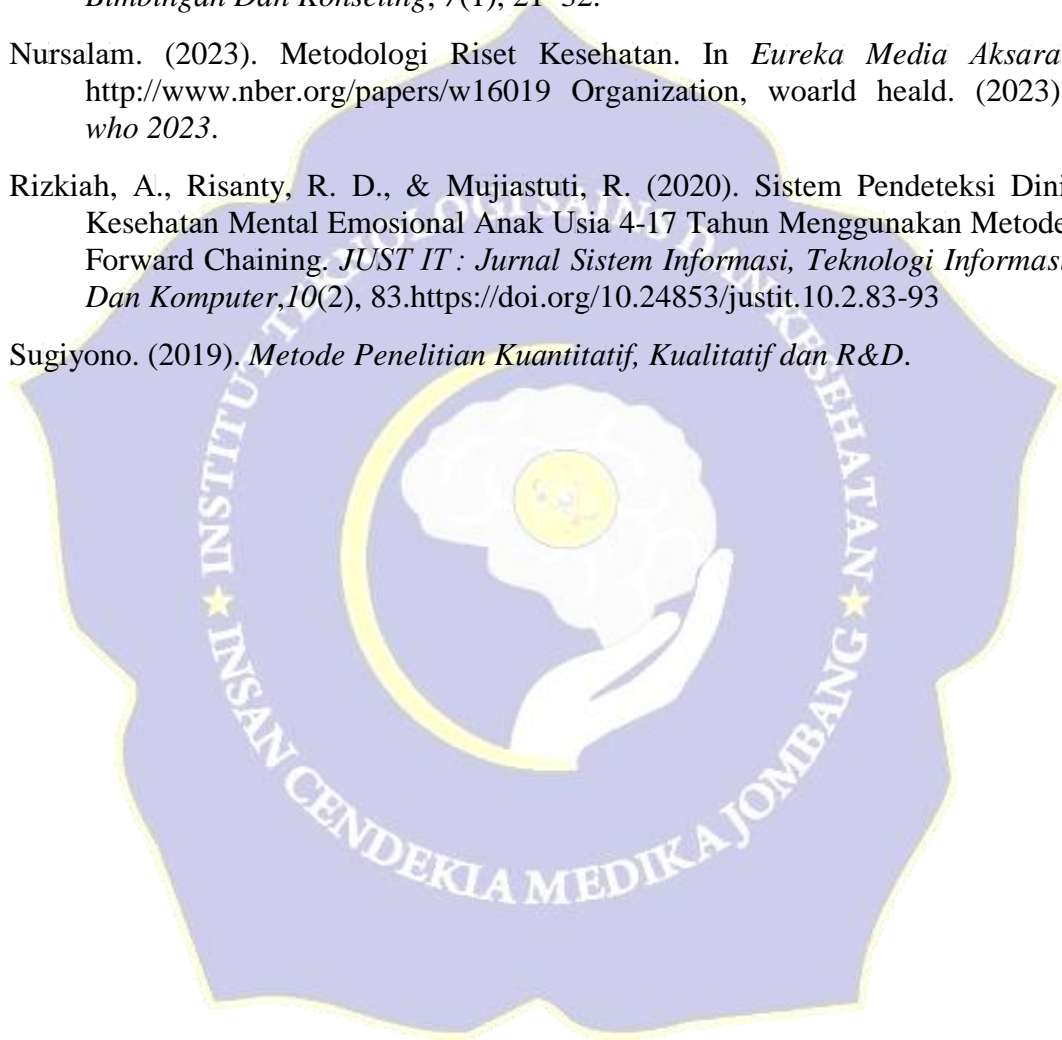 Bimbingan Dan Konseling, 7(1), 21–32.
Nursalam. (2023). Metodologi Riset Kesehatan. In Eureka Media Aksara
http://www.nber.org/papers/w16019 Organization, woarld heald. (2023)
who 2023.
Rizkiah, A., Risanty, R. D., & Mujiastuti, R. (2020). Sistem Pendeteksi Dini
Kesehatan Mental Emosional Anak Usia 4-17 Tahun Menggunakan Metode
Forward Chaining. JUST IT : Jurnal Sistem Informasi, Teknologi Informas
Dan Komputer,10(2), 83.https://doi.org/10.24853/justit.10.2.83-93
Sugiyono. (2019). Metode Penelitian Kuantitatif, Kualitatif dan R&D.
INSTITUT TEKNOLOGI SAINS DAN KESEHATAN
INSAN CENDEKIA MEDIKA JOMBANG